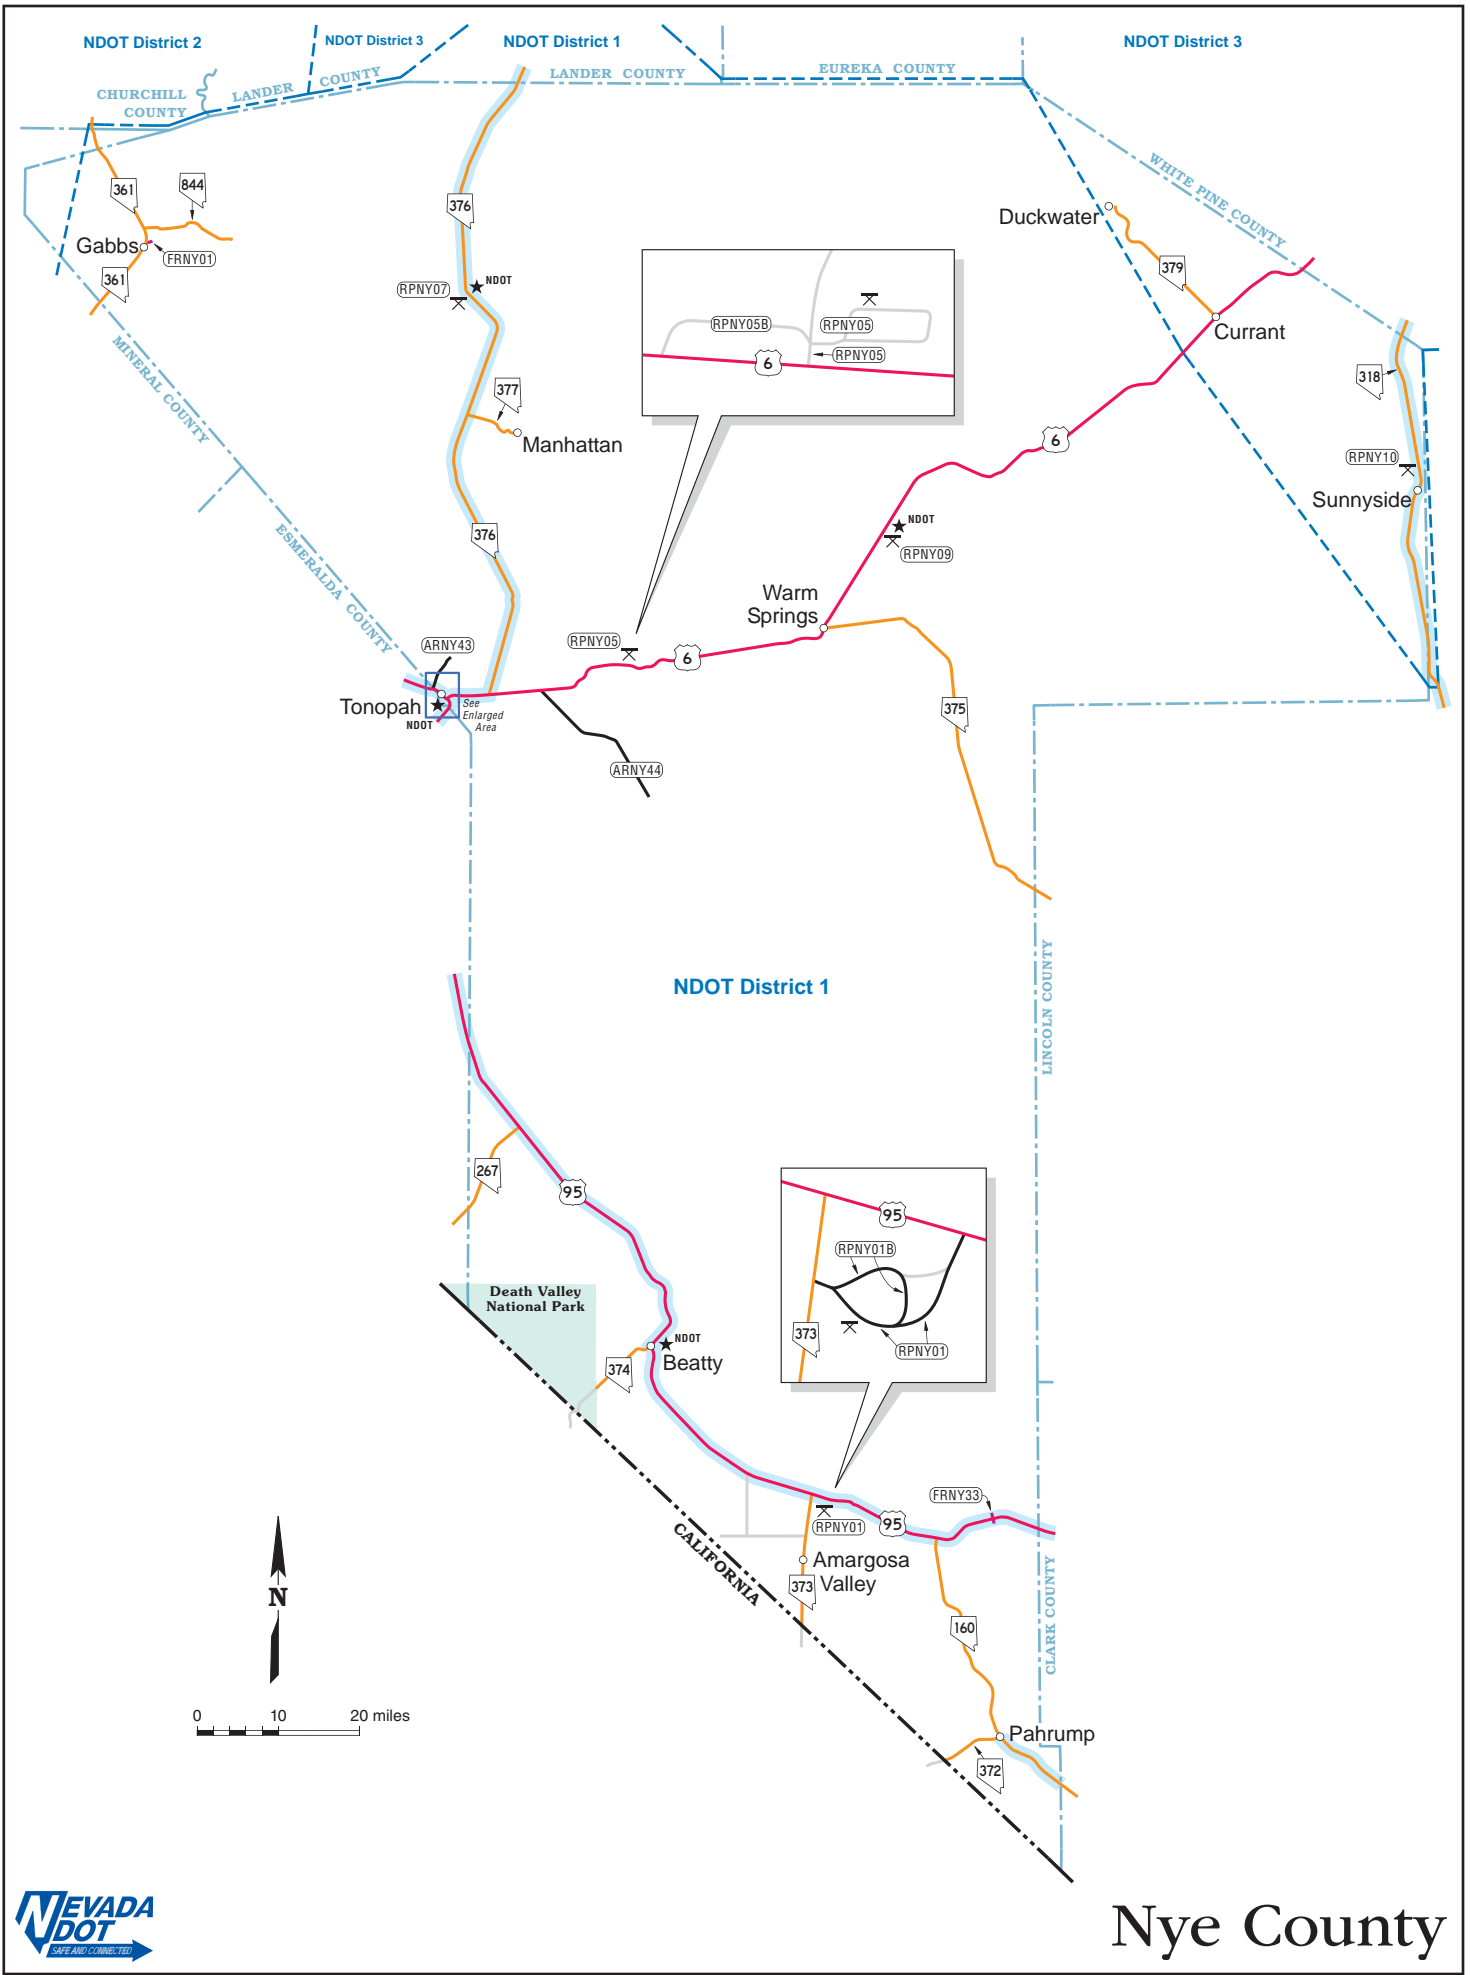 NDOT District 2
NDOT District 3
NDOT District 1
NDOT District 3
CHURCHILL
COUNTY
LANDER COUNTY
LANDER COUNTY
EUREKA COUNTY
WHITE PINE COUNTY
361
844
Gabbs
FRNY01
361
376
RPNY07
NDOT
377
Manhattan
376
MINERAL COUNTY
ESMERALDA COUNTY
RPNY05B
RPNY05
RPNY05
6
Duckwater
379
Currant
318
RPNY10
Sunnyside
6
NDOT
RPNY09
Warm
Springs
ARNY43
RPNY05
6
Tonopah
NDOT
See
Enlarged
Area
ARNY44
375
NDOT District 1
LINCOLN COUNTY
267
95
Death Valley
National Park
NDOT
Beatty
374
95
RPNY01B
373
RPNY01
FRNY33
RPNY01
95
Amargosa
Valley
373
CALIFORNIA
160
CLARK COUNTY
Pahrump
372
N
0 10 20 miles
NEVADA
DOT
SAFE AND CONNECTED
Nye County